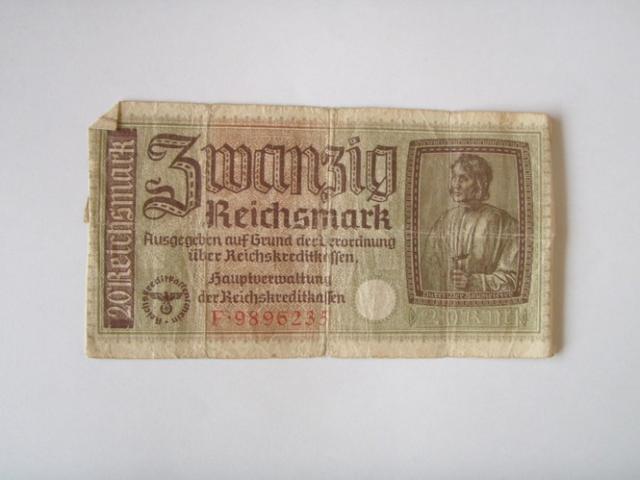 20 Reichsmark
Zwanzig
Reichsmark
Ausgegeben auf Grund der Verordnung
über Reichskreditkassen.
Hauptverwaltung
der Reichskreditkassen
F·9896235